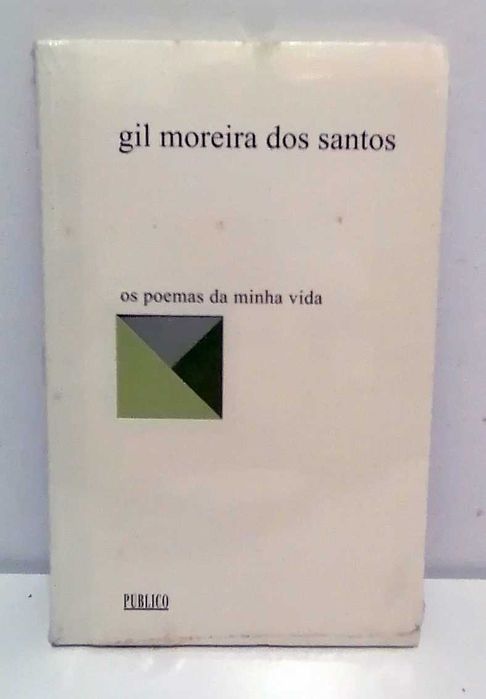 gil moreira dos santos
os poemas da minha vida
PUBLICO